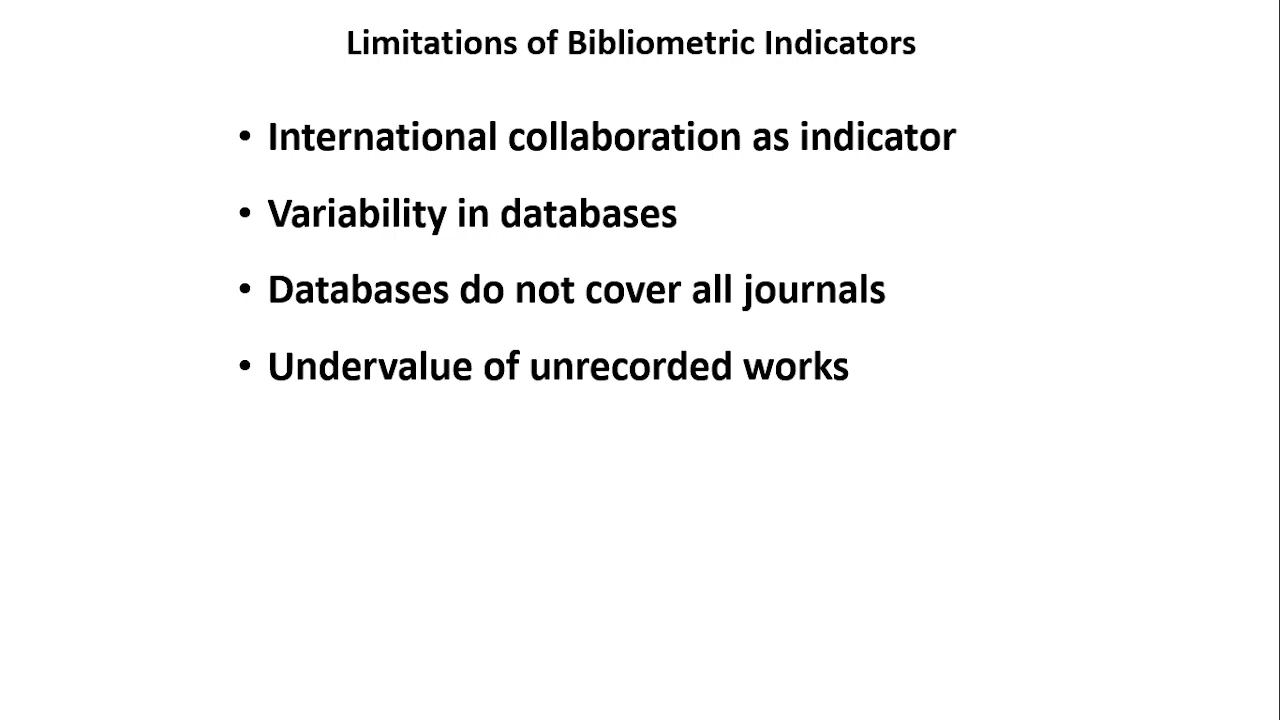 Limitations of Bibliometric Indicators
• International collaboration as indicator
• Variability in databases
• Databases do not cover all journals
• Undervalue of unrecorded works